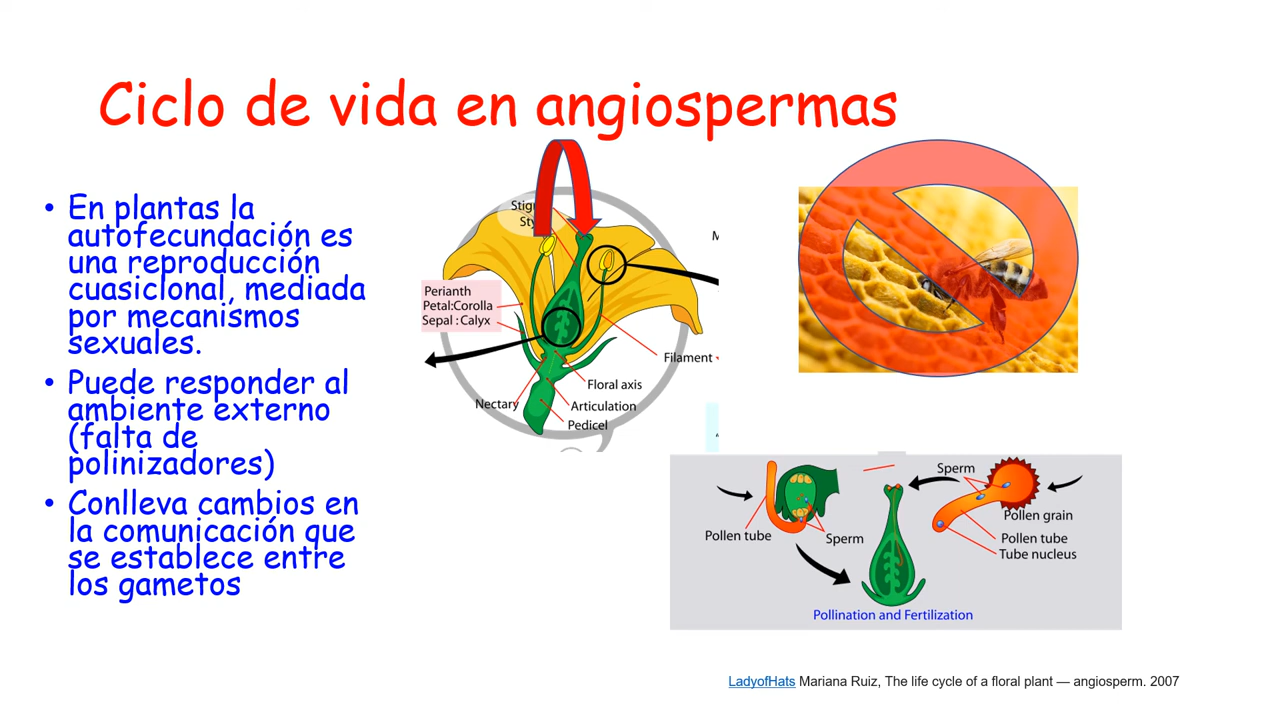 Ciclo de vida en angiospermas
• En plantas la
autofecundación es
una reproducción
cuasiclonal, mediada
por mecanismos
sexuales.
• Puede responder al
ambiente externo
(falta de
polinizadores)
• Conlleva cambios en
la comunicación que
se establece entre
los gametos
Perianth
Petal:Corolla
Sepal : Calyx
Filament
Floral axis
Nectary
Articulation
Pedicel
Sperm
Pollen grain
Pollen tube
Sperm
Pollen tube
Tube nucleus
Pollination and Fertilization
LadyofHats Mariana Ruiz, The life cycle of a floral plant — angiosperm. 2007